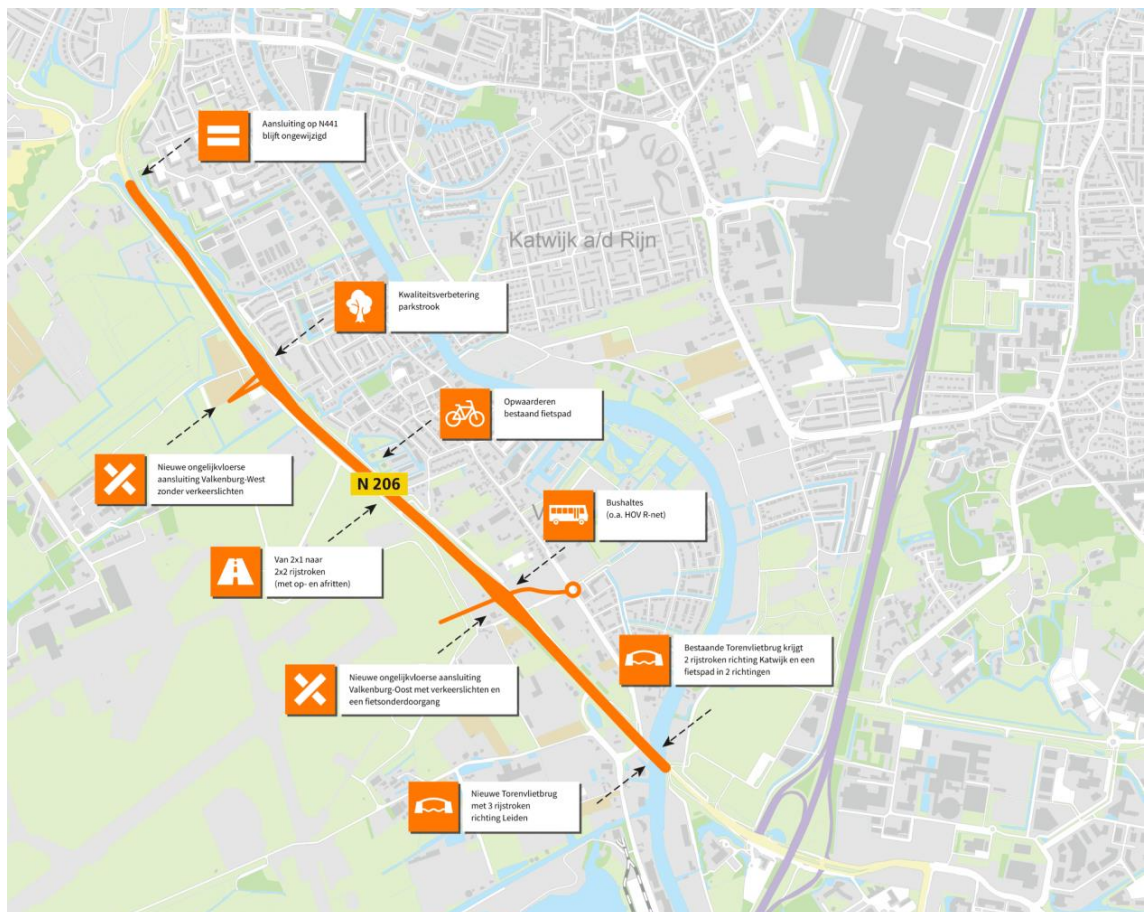 Aansluiting op N441
blijft ongewijzigd
Katwijk a/d Rijn
Kwaliteitsverbetering
parkstrook
Opwaarderen
bestaand fietspad
Nieuwe ongelijkvloerse
aansluiting Valkenburg-West
zonder verkeerslichten
N 206
Bushaltes
(o.a. HOV R-net)
Van 2x1 naar
2x2 rijstroken
(met op- en afritten)
Bestaande Torenvlietbrug krijgt
2 rijstroken richting Katwijk en een
fietspad in 2 richtingen
Nieuwe ongelijkvloerse aansluiting
Valkenburg-Oost met verkeerslichten en
een fietsonderdoorgang
Nieuwe Torenvlietbrug
met 3 rijstroken
richting Leiden